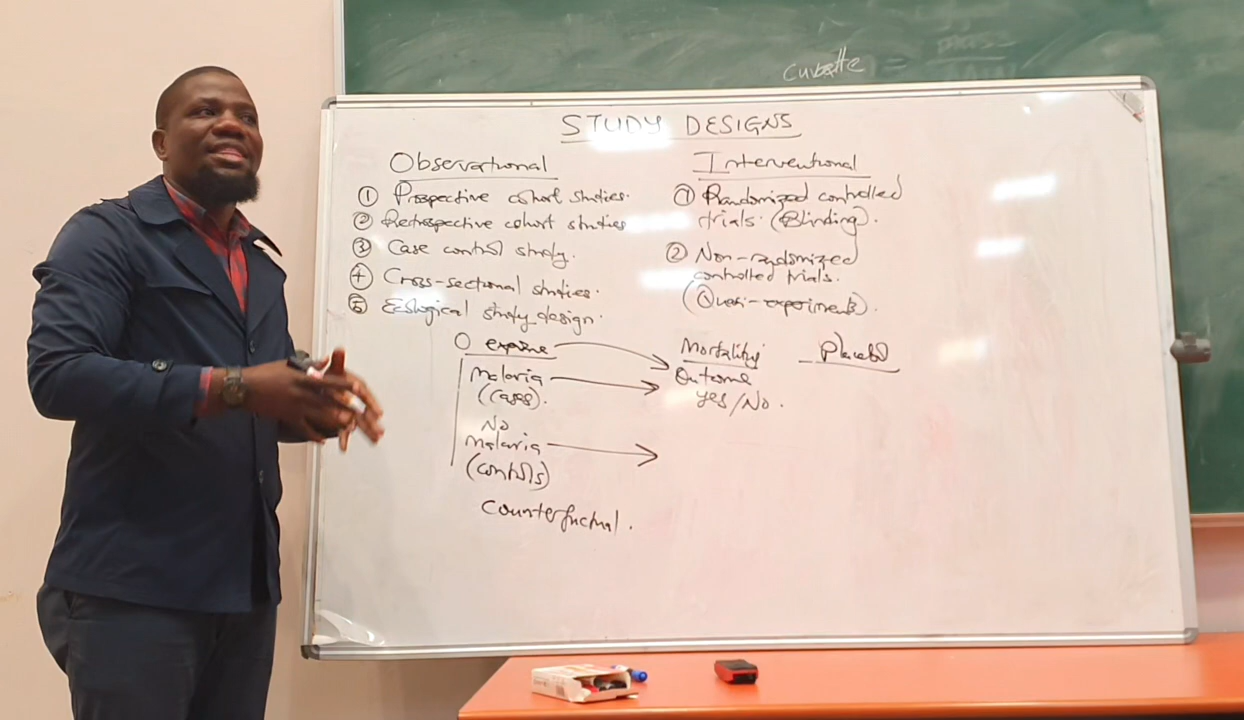 cuvette =
STUDY DESIGNS
Observational
① Prospective cohort studies.
② Retrospective cohort studies
③ Case control study.
④ Cross-sectional studies.
⑤ Ecological study design.
Interventional
① Randomized controlled
trials. (Blinding).
② Non-randomized
controlled trials.
(Quasi-experiments).
Mortality
Placebo
Malaria
(Cases).
Outcome
Yes/No.
No
Malaria
(controls)
Counterfactual.